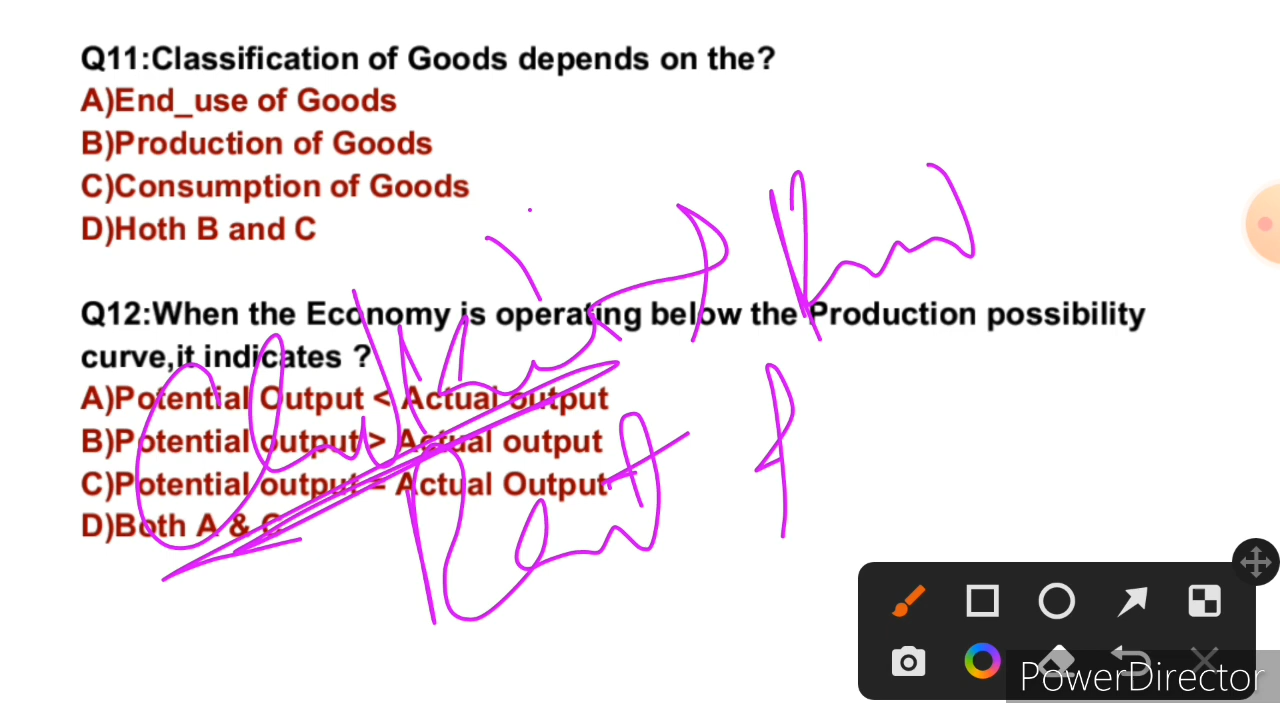 Q11:Classification of Goods depends on the?
A)End_use of Goods
B)Production of Goods
C)Consumption of Goods
D)Hoth B and C
Q12:When the Economy is operating below the Production possibility
curve,it indicates ?
A)Potential Output < Actual output
B)Potential output > Actual output
C)Potential output = Actual Output
D)Both A & C
PowerDirector